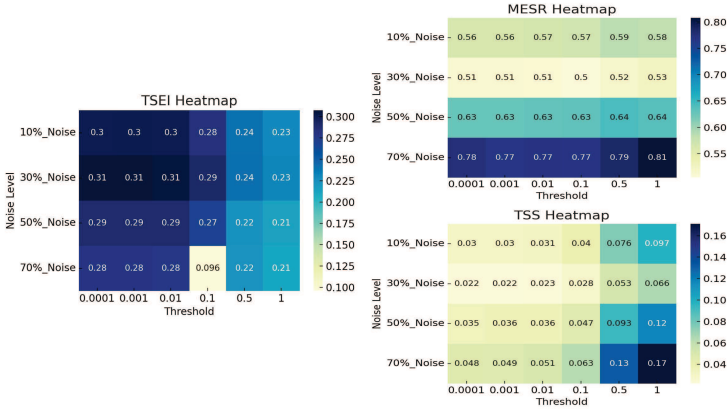 TSEI Heatmap
Noise Level
10%_Noise 0.3 0.3 0.3 0.28 0.24 0.23
30%_Noise 0.31 0.31 0.31 0.29 0.24 0.23
50%_Noise 0.29 0.29 0.29 0.27 0.22 0.21
70%_Noise 0.28 0.28 0.28 0.096 0.22 0.21
0.0001 0.001 0.01 0.1 0.5 1
Threshold
0.300
0.275
0.250
0.225
0.200
0.175
0.150
0.125
0.100
MESR Heatmap
Noise Level
10%_Noise 0.56 0.56 0.57 0.57 0.59 0.58
30%_Noise 0.51 0.51 0.51 0.5 0.52 0.53
50%_Noise 0.63 0.63 0.63 0.63 0.64 0.64
70%_Noise 0.78 0.77 0.77 0.77 0.79 0.81
0.0001 0.001 0.01 0.1 0.5 1
Threshold
0.80
0.75
0.70
0.65
0.60
0.55
TSS Heatmap
Noise Level
10%_Noise 0.03 0.03 0.031 0.04 0.076 0.097
30%_Noise 0.022 0.022 0.023 0.028 0.053 0.066
50%_Noise 0.035 0.036 0.036 0.047 0.093 0.12
70%_Noise 0.048 0.049 0.051 0.063 0.13 0.17
0.0001 0.001 0.01 0.1 0.5 1
Threshold
0.16
0.14
0.12
0.10
0.08
0.06
0.04